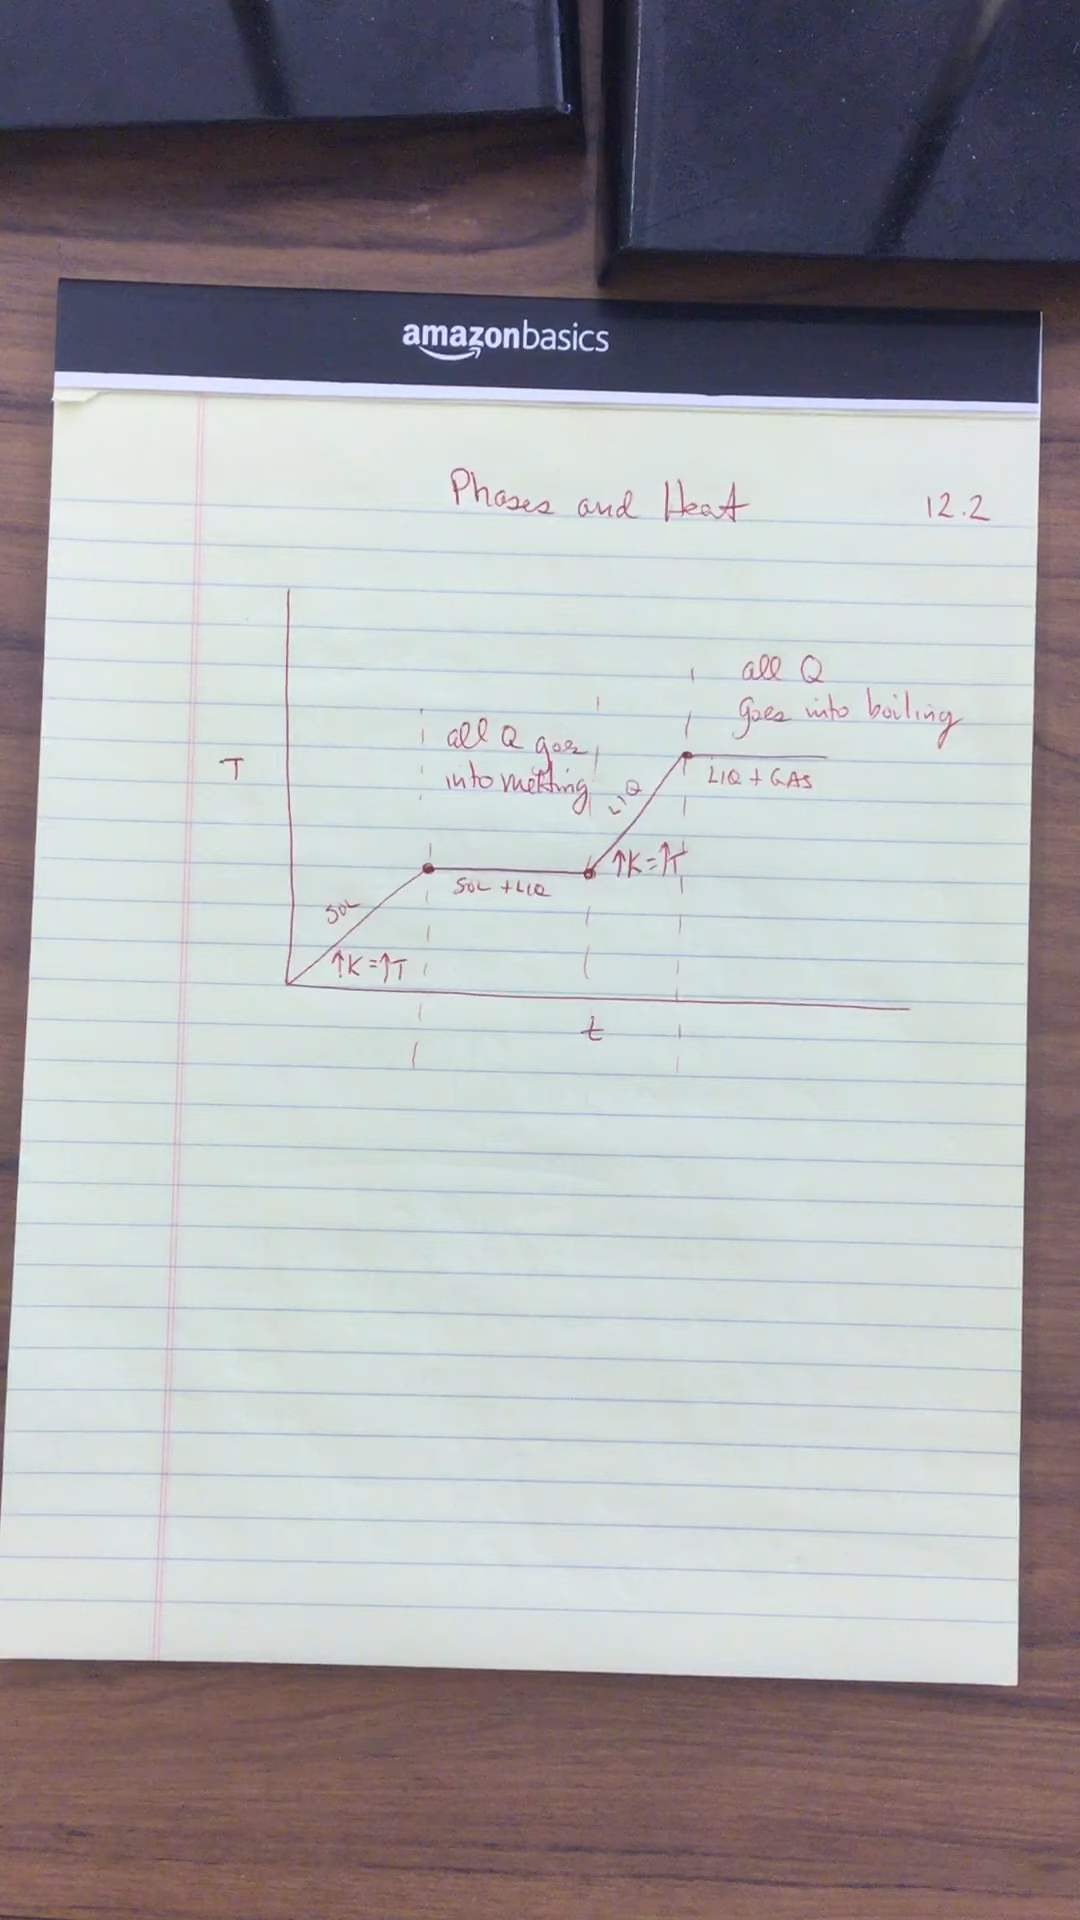 amazonbasics
Phases and Heat
12.2
all Q
goes into boiling
all Q goes
into melting
T
LIQ
LIQ + GAS
↑K=↑T
SOL + LIQ
SOL
↑K=↑T
t